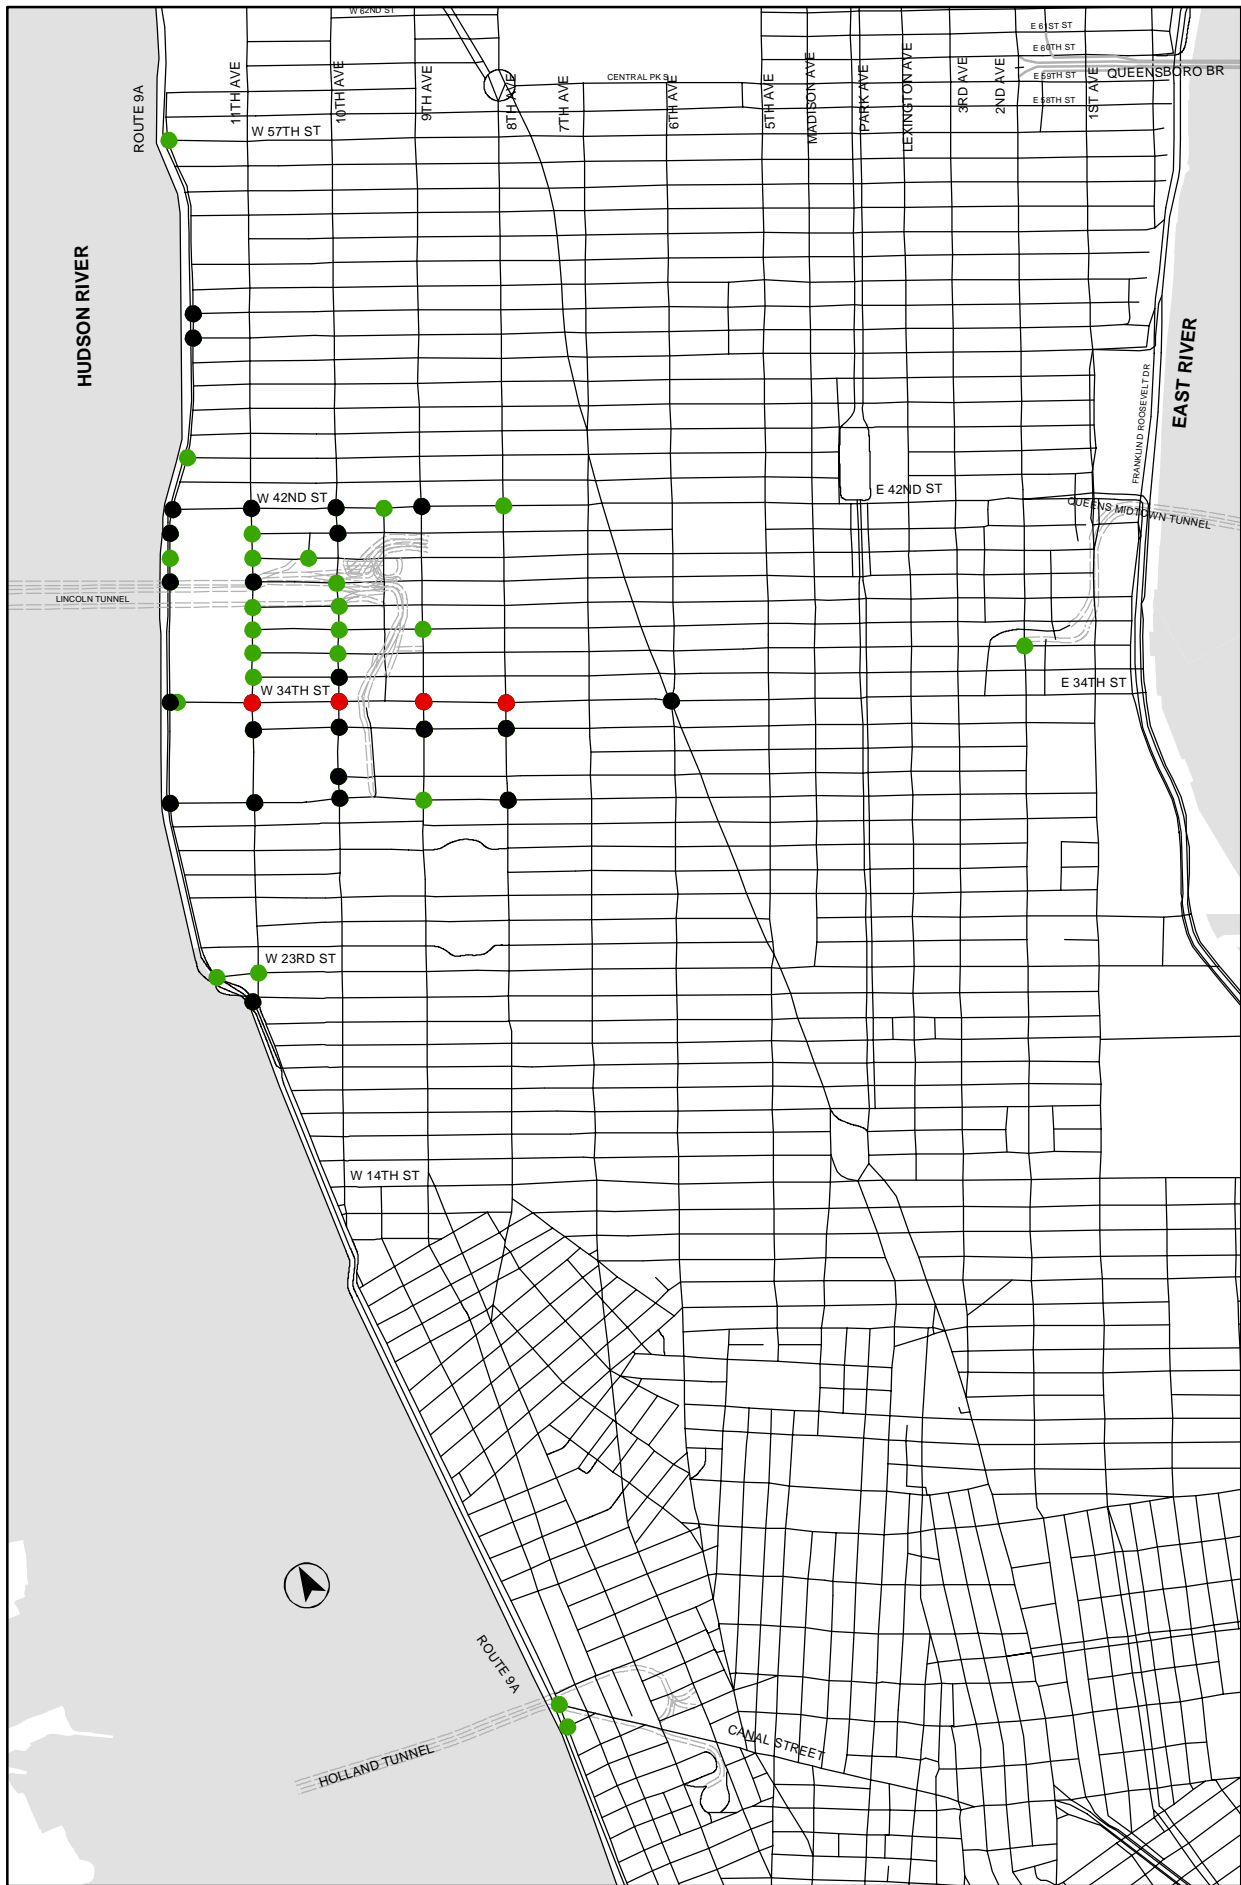 W 62ND ST
E 61ST ST
E 60TH ST
QUEENSBORO BR
CENTRAL PK S
E 59TH ST
E 58TH ST
ROUTE 9A
11TH AVE
10TH AVE
9TH AVE
8TH AVE
7TH AVE
6TH AVE
5TH AVE
MADISON AVE
PARK AVE
LEXINGTON AVE
3RD AVE
2ND AVE
1ST AVE
W 57TH ST
HUDSON RIVER
EAST RIVER
FRANKLIN D ROOSEVELT DR
W 42ND ST
E 42ND ST
QUEENS MIDTOWN TUNNEL
LINCOLN TUNNEL
W 34TH ST
E 34TH ST
W 23RD ST
W 14TH ST
ROUTE 9A
CANAL STREET
HOLLAND TUNNEL